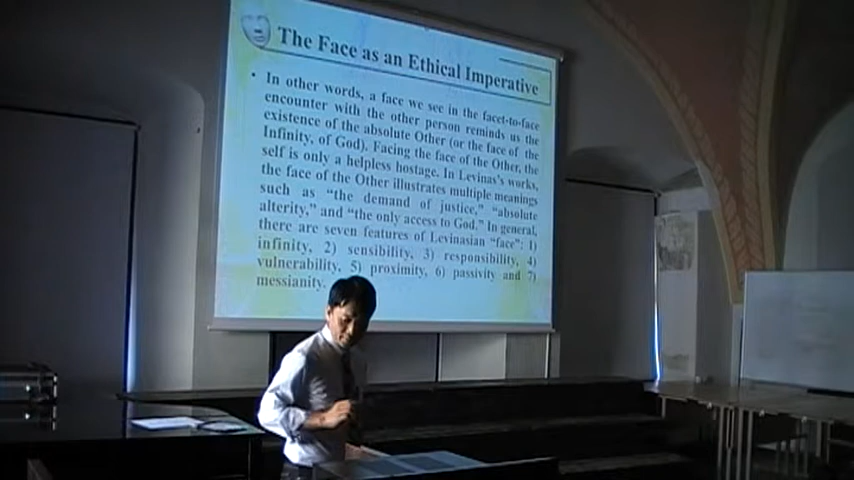 The Face as an Ethical Imperative
• In other words, a face we see in the facet-to-face
encounter with the other person reminds us the
existence of the absolute Other (or the face of the
Infinity, of God). Facing the face of the Other, the
self is only a helpless hostage. In Levinas's works,
the face of the Other illustrates multiple meanings
such as "the demand of justice," "absolute
alterity," and "the only access to God." In general,
there are seven features of Levinasian "face": 1)
infinity, 2) sensibility, 3) responsibility, 4)
vulnerability, 5) proximity, 6) passivity and 7)
messianity.